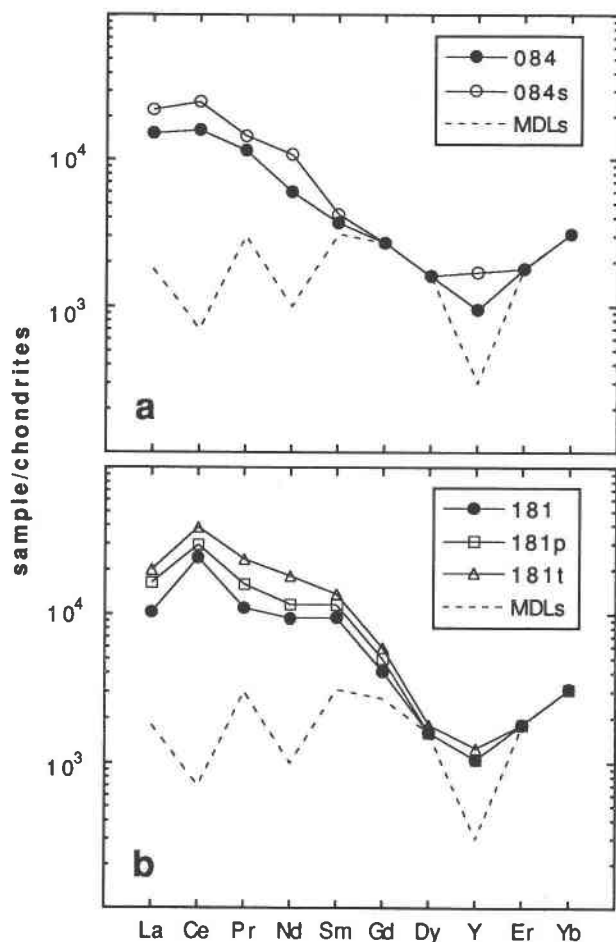 084
084s
MDLs
10⁴
10³
a
sample/chondrites
181
181p
181t
MDLs
10⁴
10³
b
La Ce Pr Nd Sm Gd Dy Y Er Yb